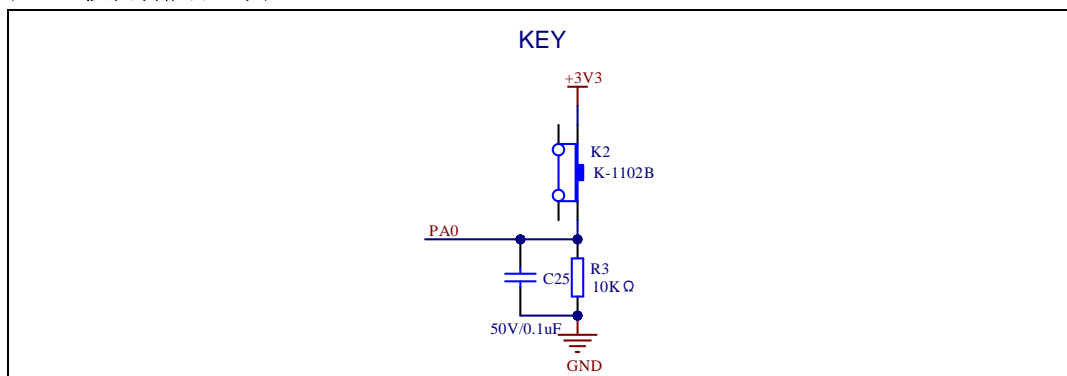 KEY
+3V3
K2
K-1102B
PA0
C25
R3
10KΩ
50V/0.1uF
GND